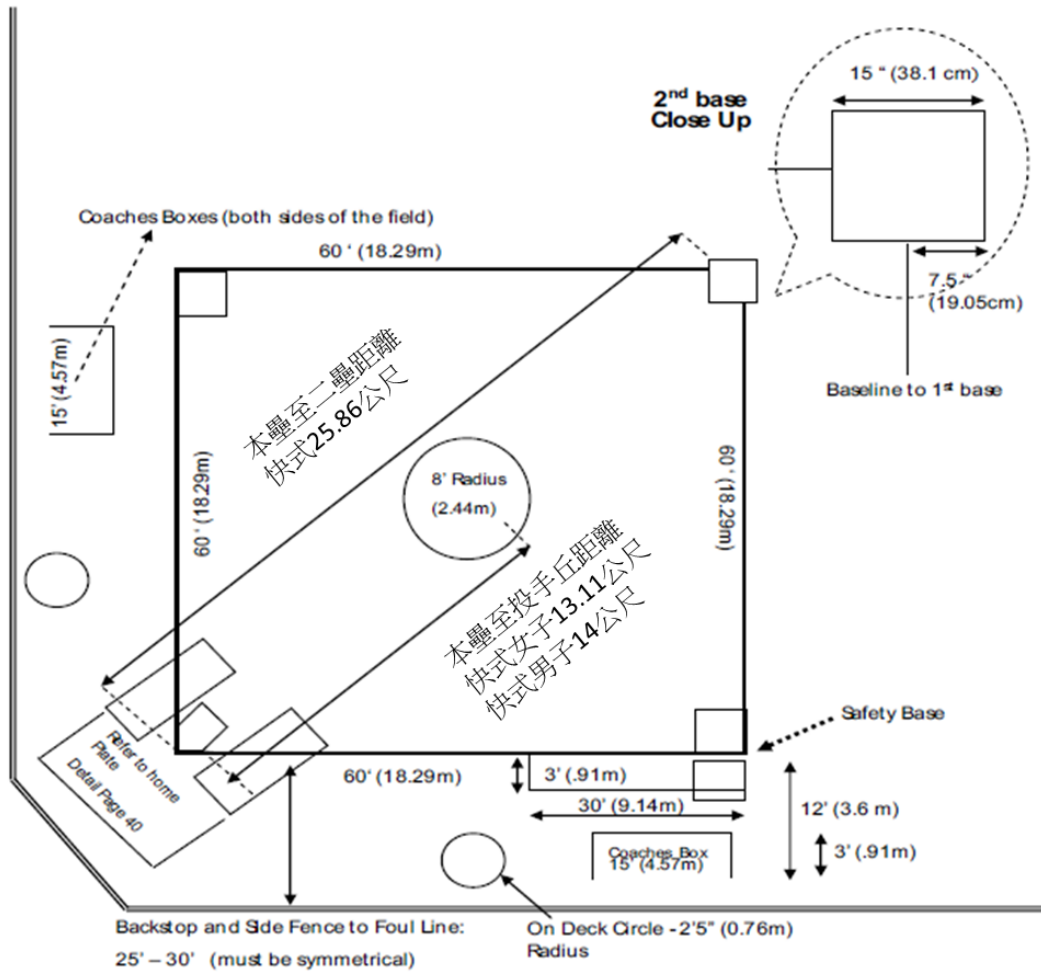 15 “ (38.1 cm)
2nd base
Close Up
7.5 “
(19.05cm)
Baseline to 1st base
Coaches Boxes (both sides of the field)
60 ‘ (18.29m)
15’ (4.57m)
本壘至二壘距離
快式25.86公尺
60 ‘ (18.29m)
8’ Radius
(2.44m)
60 ‘ (18.29m)
本壘至投手丘距離
快式女子13.11公尺
快式男子14公尺
Safety Base
Refer to home
Plate
Detail Page 40
60’ (18.29m)
3’ (.91m)
30’ (9.14m)
12’ (3.6 m)
3’ (.91m)
Coaches Box
15’ (4.57m)
Backstop and Side Fence to Foul Line:
25’ – 30’ (must be symmetrical)
On Deck Circle - 2’5” (0.76m)
Radius